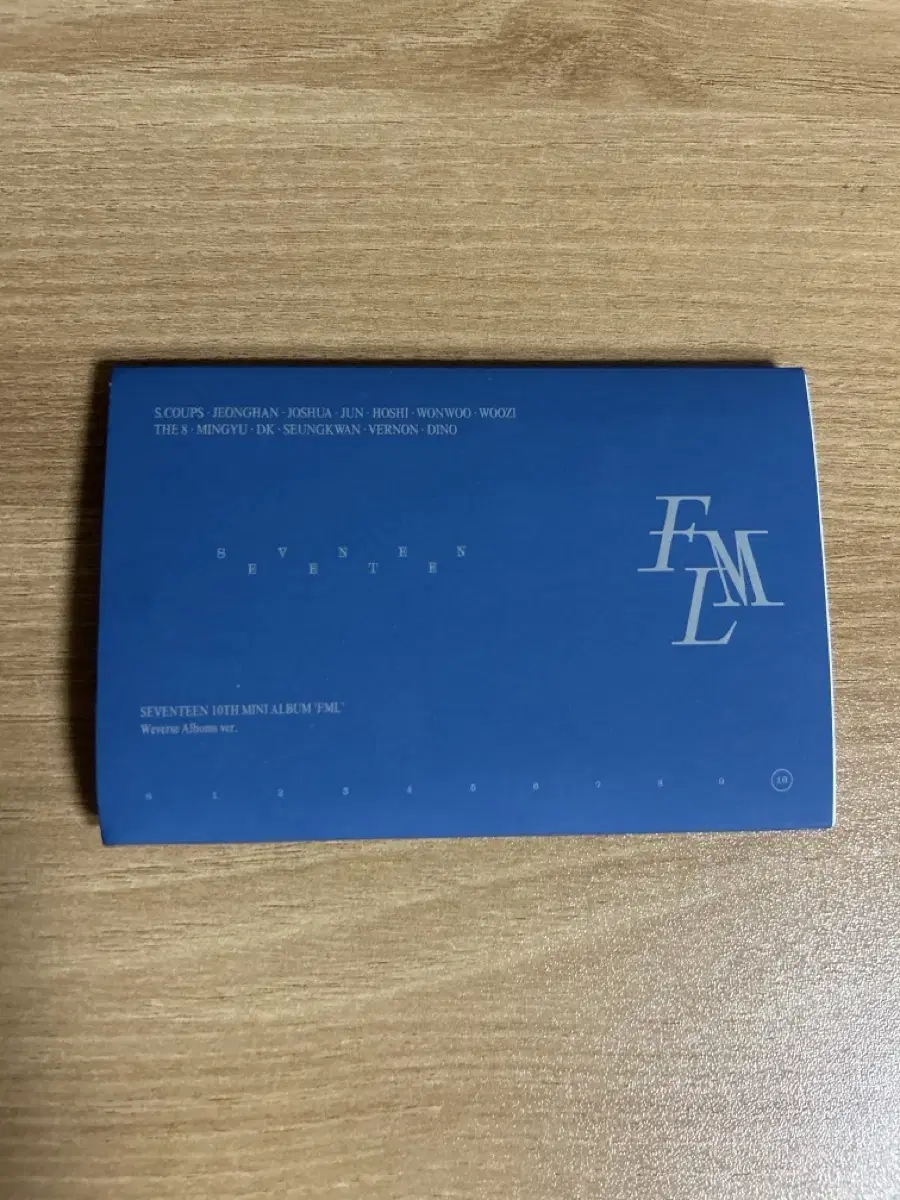 S.COUPS · JEONGHAN · JOSHUA · JUN · HOSHI · WONWOO · WOOZI
THE 8 · MINGYU · DK · SEUNGKWAN · VERNON · DINO
FML
S V N E N
E E T E
SEVENTEEN 10TH MINI ALBUM 'FML'
Weverse Albums ver.
0 1 2 3 4 5 6 7 8 9 10